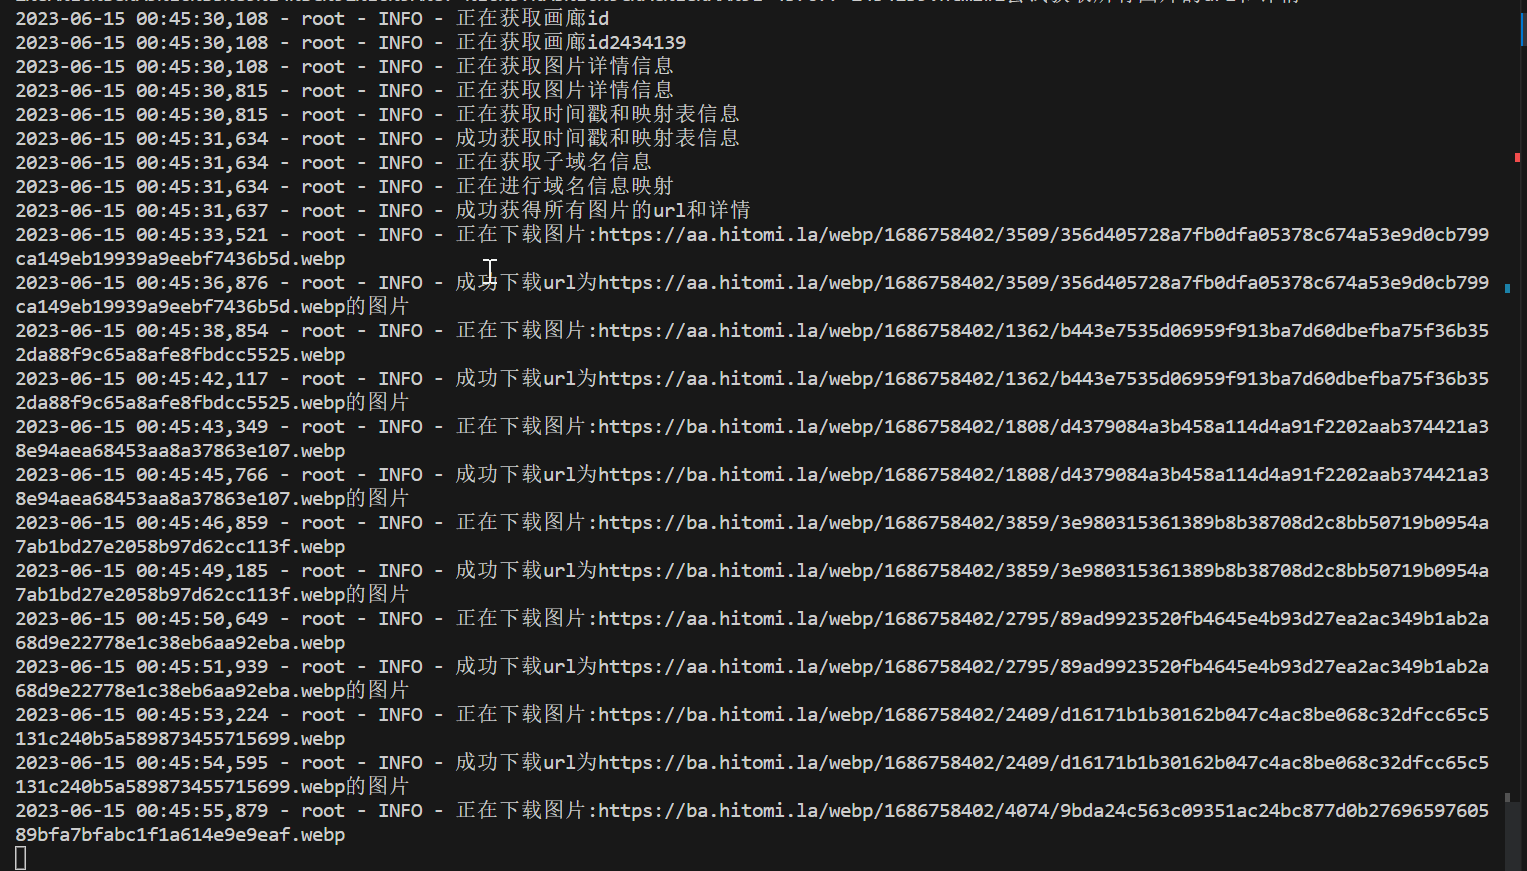 2023-06-15 00:45:30,108 - root - INFO - 正在获取画廊id
2023-06-15 00:45:30,108 - root - INFO - 正在获取画廊id2434139
2023-06-15 00:45:30,108 - root - INFO - 正在获取图片详情信息
2023-06-15 00:45:30,815 - root - INFO - 正在获取图片详情信息
2023-06-15 00:45:30,815 - root - INFO - 正在获取时间戳和映射表信息
2023-06-15 00:45:31,634 - root - INFO - 成功获取时间戳和映射表信息
2023-06-15 00:45:31,634 - root - INFO - 正在获取子域名信息
2023-06-15 00:45:31,634 - root - INFO - 正在进行域名信息映射
2023-06-15 00:45:31,637 - root - INFO - 成功获得所有图片的url和详情
2023-06-15 00:45:33,521 - root - INFO - 正在下载图片:https://aa.hitomi.la/webp/1686758402/3509/356d405728a7fb0dfa05378c674a53e9d0cb799
ca149eb19939a9eebf7436b5d.webp
2023-06-15 00:45:36,876 - root - INFO - 成功下载url为https://aa.hitomi.la/webp/1686758402/3509/356d405728a7fb0dfa05378c674a53e9d0cb799
ca149eb19939a9eebf7436b5d.webp的图片
2023-06-15 00:45:38,854 - root - INFO - 正在下载图片:https://aa.hitomi.la/webp/1686758402/1362/b443e7535d06959f913ba7d60dbefba75f36b35
2da88f9c65a8afe8fbdcc5525.webp
2023-06-15 00:45:42,117 - root - INFO - 成功下载url为https://aa.hitomi.la/webp/1686758402/1362/b443e7535d06959f913ba7d60dbefba75f36b35
2da88f9c65a8afe8fbdcc5525.webp的图片
2023-06-15 00:45:43,349 - root - INFO - 正在下载图片:https://ba.hitomi.la/webp/1686758402/1808/d4379084a3b458a114d4a91f2202aab374421a3
8e94aea68453aa8a37863e107.webp
2023-06-15 00:45:45,766 - root - INFO - 成功下载url为https://ba.hitomi.la/webp/1686758402/1808/d4379084a3b458a114d4a91f2202aab374421a3
8e94aea68453aa8a37863e107.webp的图片
2023-06-15 00:45:46,859 - root - INFO - 正在下载图片:https://ba.hitomi.la/webp/1686758402/3859/3e980315361389b8b38708d2c8bb50719b0954a
7ab1bd27e2058b97d62cc113f.webp
2023-06-15 00:45:49,185 - root - INFO - 成功下载url为https://ba.hitomi.la/webp/1686758402/3859/3e980315361389b8b38708d2c8bb50719b0954a
7ab1bd27e2058b97d62cc113f.webp的图片
2023-06-15 00:45:50,649 - root - INFO - 正在下载图片:https://aa.hitomi.la/webp/1686758402/2795/89ad9923520fb4645e4b93d27ea2ac349b1ab2a
68d9e22778e1c38eb6aa92eba.webp
2023-06-15 00:45:51,939 - root - INFO - 成功下载url为https://aa.hitomi.la/webp/1686758402/2795/89ad9923520fb4645e4b93d27ea2ac349b1ab2a
68d9e22778e1c38eb6aa92eba.webp的图片
2023-06-15 00:45:53,224 - root - INFO - 正在下载图片:https://ba.hitomi.la/webp/1686758402/2409/d16171b1b30162b047c4ac8be068c32dfcc65c5
131c240b5a589873455715699.webp
2023-06-15 00:45:54,595 - root - INFO - 成功下载url为https://ba.hitomi.la/webp/1686758402/2409/d16171b1b30162b047c4ac8be068c32dfcc65c5
131c240b5a589873455715699.webp的图片
2023-06-15 00:45:55,879 - root - INFO - 正在下载图片:https://ba.hitomi.la/webp/1686758402/4074/9bda24c563c09351ac24bc877d0b27696597605
89bfa7bfabc1f1a614e9e9eaf.webp